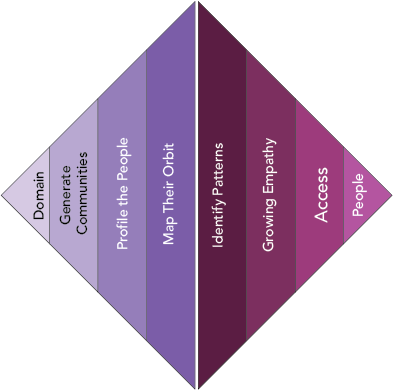 Domain
Generate
Communities
Profile the People
Map Their Orbit
Identify Patterns
Growing Empathy
Access
People